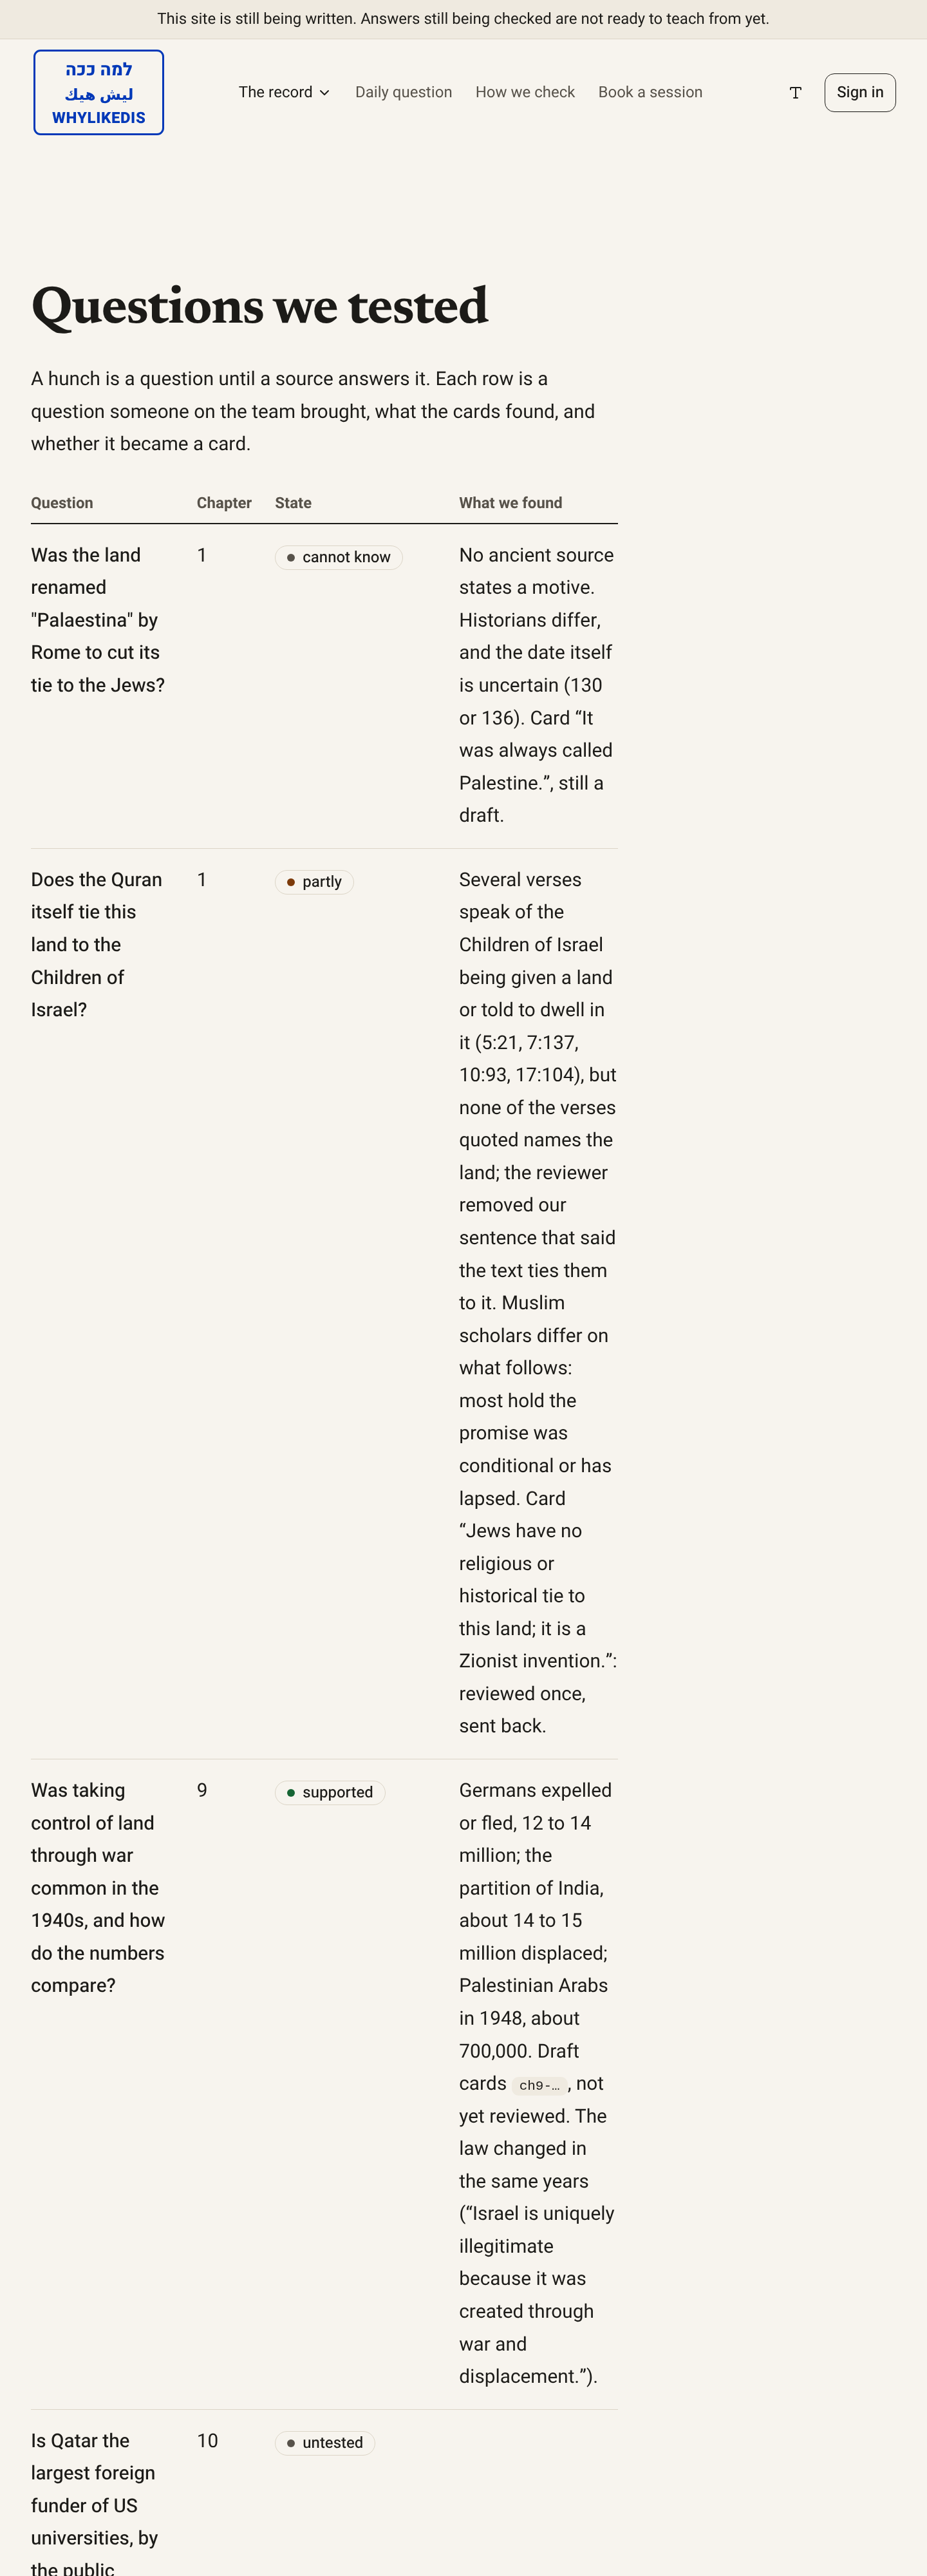 This site is still being written. Answers still being checked are not ready to teach from yet.
למה ככה
ليش هيك
WHYLIKEDIS
The record
Daily question
How we check
Book a session
Sign in
Questions we tested
A hunch is a question until a source answers it. Each row is a
question someone on the team brought, what the cards found, and
whether it became a card.
Question
Chapter
State
What we found
Was the land
renamed
"Palaestina" by
Rome to cut its
tie to the Jews?
1
cannot know
No ancient source
states a motive.
Historians differ,
and the date itself
is uncertain (130
or 136). Card “It
was always called
Palestine.”, still a
draft.
Does the Quran
itself tie this
land to the
Children of
Israel?
1
partly
Several verses
speak of the
Children of Israel
being given a land
or told to dwell in
it (5:21, 7:137,
10:93, 17:104), but
none of the verses
quoted names the
land; the reviewer
removed our
sentence that said
the text ties them
to it. Muslim
scholars differ on
what follows:
most hold the
promise was
conditional or has
lapsed. Card
“Jews have no
religious or
historical tie to
this land; it is a
Zionist invention.”:
reviewed once,
sent back.
Was taking
control of land
through war
common in the
1940s, and how
do the numbers
compare?
9
supported
Germans expelled
or fled, 12 to 14
million; the
partition of India,
about 14 to 15
million displaced;
Palestinian Arabs
in 1948, about
700,000. Draft
cards ch9-…, not
yet reviewed. The
law changed in
the same years
(“Israel is uniquely
illegitimate
because it was
created through
war and
displacement.”).
Is Qatar the
largest foreign
funder of US
universities, by
the public
10
untested